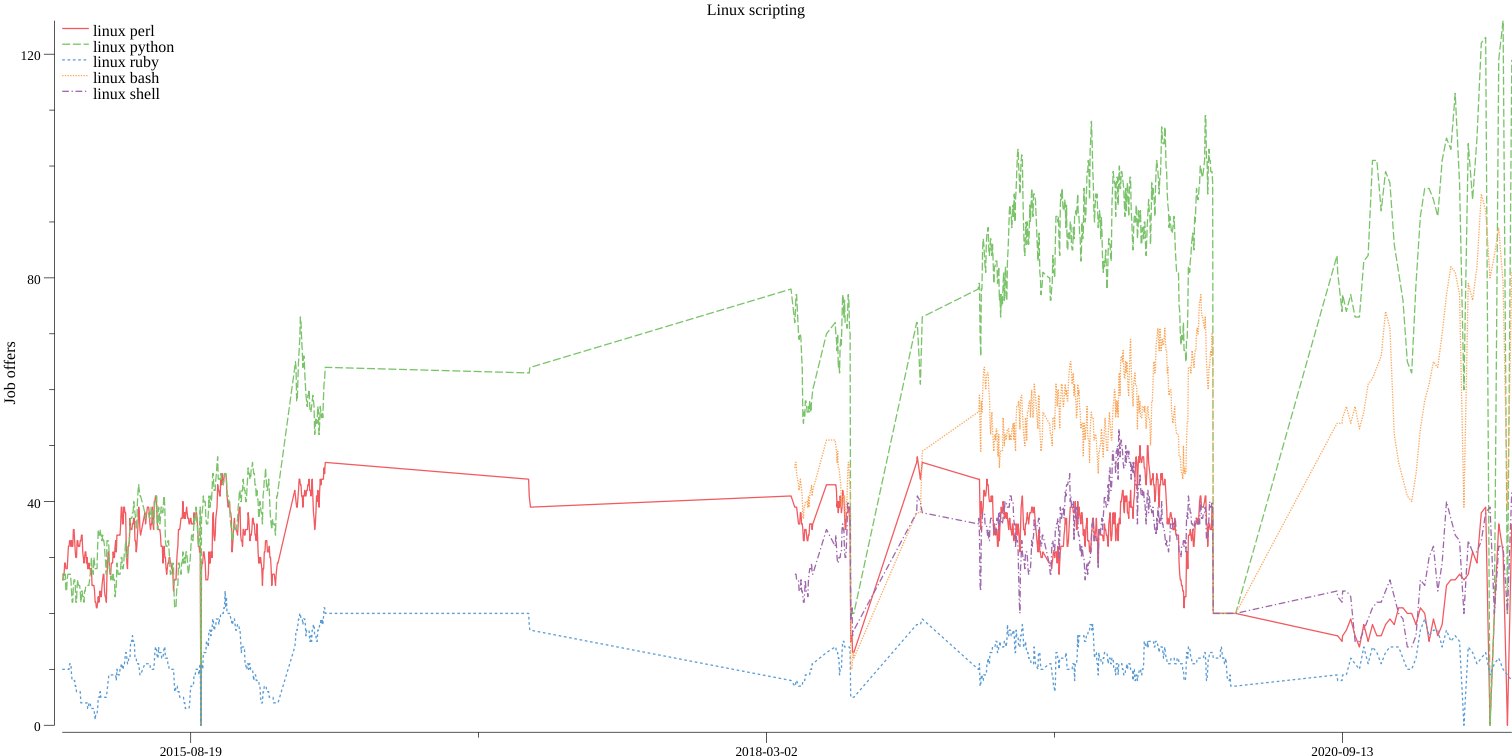 Linux scripting
linux perl
linux python
linux ruby
linux bash
linux shell
120
80
40
0
Job offers
2015-08-19
2018-03-02
2020-09-13